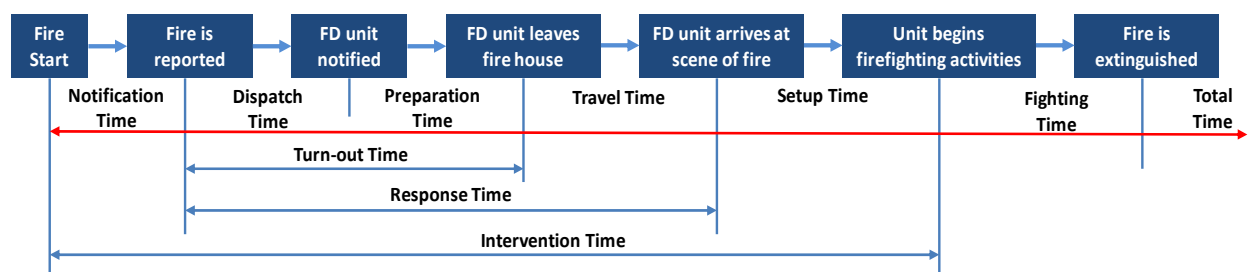 Fire
Start
Fire is
reported
FD unit
notified
FD unit leaves
fire house
FD unit arrives at
scene of fire
Unit begins
firefighting activities
Fire is
extinguished
Notification
Time
Dispatch
Time
Preparation
Time
Travel Time
Setup Time
Fighting
Time
Total
Time
Turn-out Time
Response Time
Intervention Time